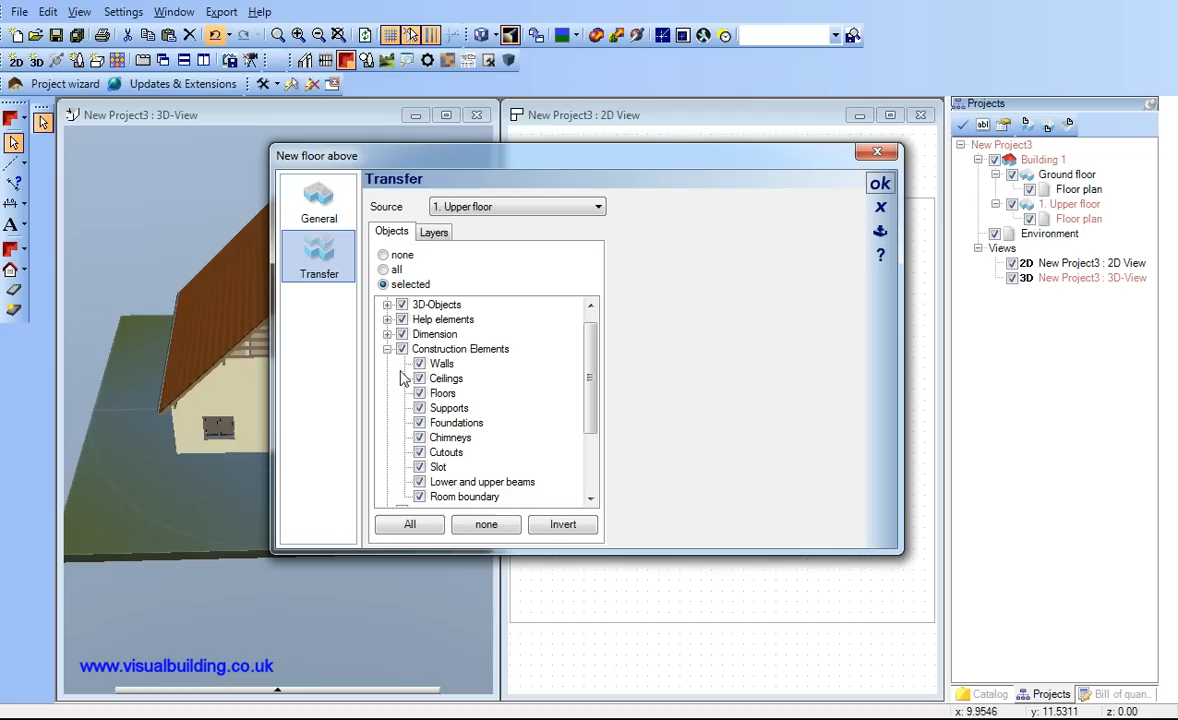 File Edit View Settings Window Export Help
2D 3D
Project wizard Updates & Extensions
New Project3 : 3D-View
New Project3 : 2D View
Projects
abl
New Project3
Building 1
Ground floor
Floor plan
1. Upper floor
Floor plan
Environment
Views
2D New Project3 : 2D View
3D New Project3 : 3D-View
New floor above
General
Transfer
Transfer
Source 1. Upper floor
Objects Layers
none
all
selected
3D-Objects
Help elements
Dimension
Construction Elements
Walls
Ceilings
Floors
Supports
Foundations
Chimneys
Cutouts
Slot
Lower and upper beams
Room boundary
All none Invert
ok
x
?
A
www.visualbuilding.co.uk
Catalog Projects Bill of quan...
x: 9.9546 y: 11.5311 z: 0.00